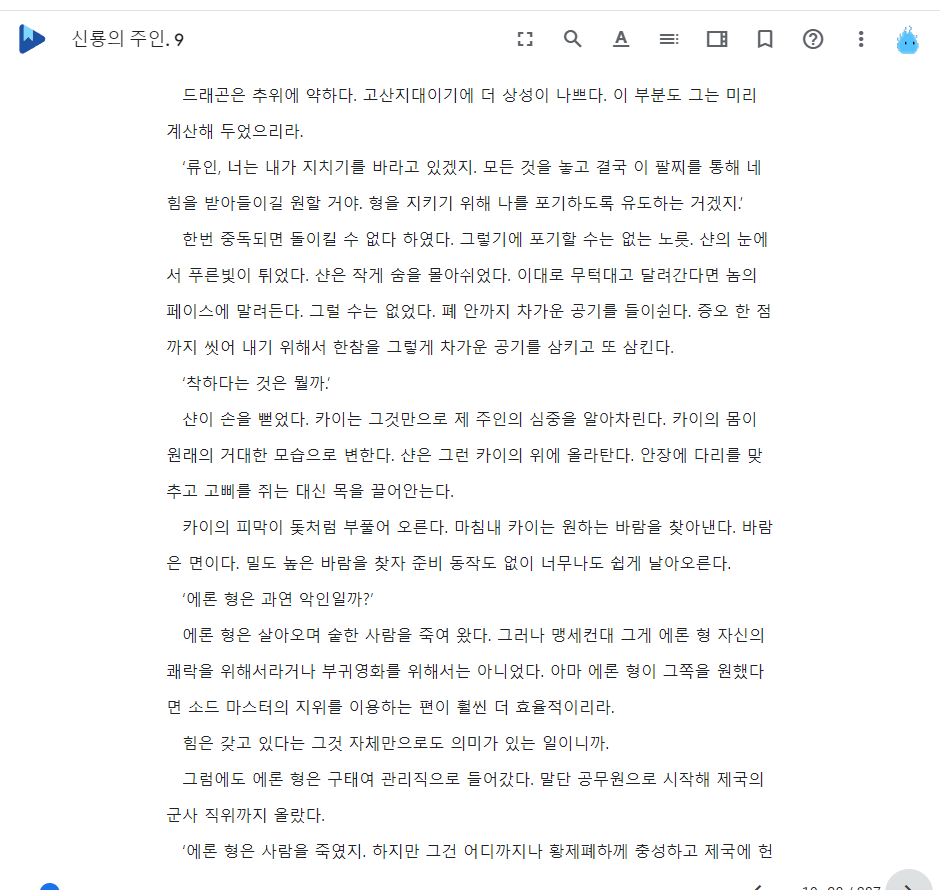 신룡의 주인. 9
드래곤은 추위에 약하다. 고산지대이기에 더 상성이 나쁘다. 이 부분도 그는 미리
계산해 두었으리라.
‘류인, 너는 내가 지치기를 바라고 있겠지. 모든 것을 놓고 결국 이 팔찌를 통해 네
힘을 받아들이길 원할 거야. 형을 지키기 위해 나를 포기하도록 유도하는 거겠지.’
한번 중독되면 돌이킬 수 없다 하였다. 그렇기에 포기할 수는 없는 노릇. 샨의 눈에
서 푸른빛이 튀었다. 샨은 작게 숨을 몰아쉬었다. 이대로 무턱대고 달려간다면 놈의
페이스에 말려든다. 그럴 수는 없었다. 폐 안까지 차가운 공기를 들이쉰다. 증오 한 점
까지 씻어 내기 위해서 한참을 그렇게 차가운 공기를 삼키고 또 삼킨다.
‘착하다는 것은 뭘까.’
샨이 손을 뻗었다. 카이는 그것만으로 제 주인의 심중을 알아차린다. 카이의 몸이
원래의 거대한 모습으로 변한다. 샨은 그런 카이의 위에 올라탄다. 안장에 다리를 맞
추고 고삐를 쥐는 대신 목을 끌어안는다.
카이의 피막이 돛처럼 부풀어 오른다. 마침내 카이는 원하는 바람을 찾아낸다. 바람
은 면이다. 밀도 높은 바람을 찾자 준비 동작도 없이 너무나도 쉽게 날아오른다.
‘에론 형은 과연 악인일까?’
에론 형은 살아오며 숱한 사람을 죽여 왔다. 그러나 맹세컨대 그게 에론 형 자신의
쾌락을 위해서라거나 부귀영화를 위해서는 아니었다. 아마 에론 형이 그쪽을 원했다
면 소드 마스터의 지위를 이용하는 편이 훨씬 더 효율적이리라.
힘은 갖고 있다는 그것 자체만으로도 의미가 있는 일이니까.
그럼에도 에론 형은 구태여 관리직으로 들어갔다. 말단 공무원으로 시작해 제국의
군사 직위까지 올랐다.
‘에론 형은 사람을 죽였지. 하지만 그건 어디까지나 황제폐하께 충성하고 제국에 헌